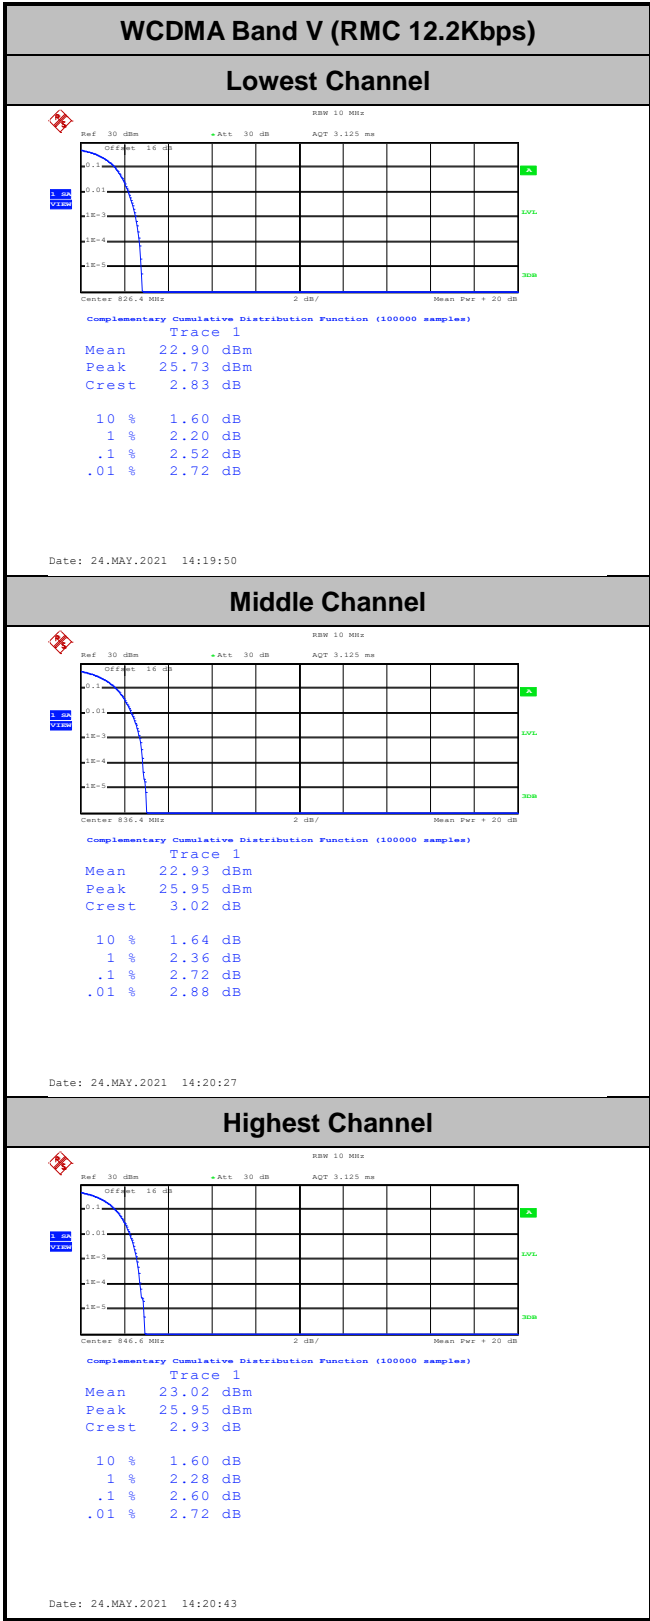 WCDMA Band V (RMC 12.2Kbps)
Lowest Channel
RBW 10 MHz
Ref 30 dBm *Att 30 dB AQT 3.125 ms
Offset 16 dB
0.1
A
0.01
1 SA
VIEW
1E-3
LVL
1E-4
1E-5
3DB
Center 826.4 MHz 2 dB/ Mean Pwr + 20 dB
Complementary Cumulative Distribution Function (100000 samples)
Trace 1
Mean 22.90 dBm
Peak 25.73 dBm
Crest 2.83 dB
10 % 1.60 dB
1 % 2.20 dB
.1 % 2.52 dB
.01 % 2.72 dB
Date: 24.MAY.2021 14:19:50
Middle Channel
RBW 10 MHz
Ref 30 dBm *Att 30 dB AQT 3.125 ms
Offset 16 dB
0.1
A
0.01
1 SA
VIEW
1E-3
LVL
1E-4
1E-5
3DB
Center 836.4 MHz 2 dB/ Mean Pwr + 20 dB
Complementary Cumulative Distribution Function (100000 samples)
Trace 1
Mean 22.93 dBm
Peak 25.95 dBm
Crest 3.02 dB
10 % 1.64 dB
1 % 2.36 dB
.1 % 2.72 dB
.01 % 2.88 dB
Date: 24.MAY.2021 14:20:27
Highest Channel
RBW 10 MHz
Ref 30 dBm *Att 30 dB AQT 3.125 ms
Offset 16 dB
0.1
A
0.01
1 SA
VIEW
1E-3
LVL
1E-4
1E-5
3DB
Center 846.6 MHz 2 dB/ Mean Pwr + 20 dB
Complementary Cumulative Distribution Function (100000 samples)
Trace 1
Mean 23.02 dBm
Peak 25.95 dBm
Crest 2.93 dB
10 % 1.60 dB
1 % 2.28 dB
.1 % 2.60 dB
.01 % 2.72 dB
Date: 24.MAY.2021 14:20:43